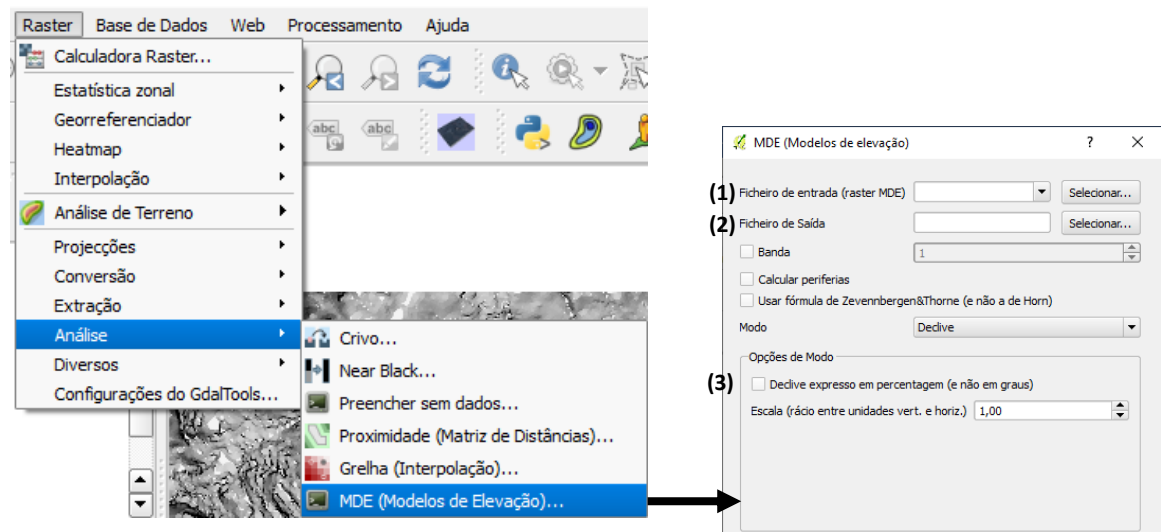 Raster Base de Dados Web Processamento Ajuda
Calculadora Raster...
Estatística zonal
Georreferenciador
Heatmap
Interpolação
Análise de Terreno
Projecções
Conversão
Extração
Análise
Diversos
Configurações do GdalTools...
abc abc
Crivo...
Near Black...
Preencher sem dados...
Proximidade (Matriz de Distâncias)...
Grelha (Interpolação)...
MDE (Modelos de Elevação)...
MDE (Modelos de elevação) ?
(1) Ficheiro de entrada (raster MDE) Selecionar...
(2) Ficheiro de Saída Selecionar...
Banda 1
Calcular periferias
Usar fórmula de Zevennbergen&Thorne (e não a de Horn)
Modo Declive
Opções de Modo
(3) Declive expresso em percentagem (e não em graus)
Escala (rácio entre unidades vert. e horiz.) 1,00